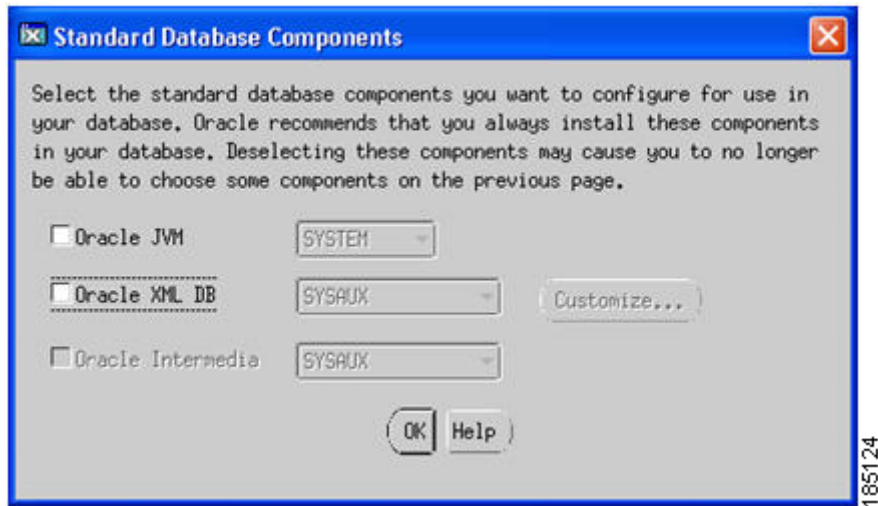 Standard Database Components
Select the standard database components you want to configure for use in
your database. Oracle recommends that you always install these components
in your database. Deselecting these components may cause you to no longer
be able to choose some components on the previous page.
Oracle JVM SYSTEM
Oracle XML DB SYSAUX Customize...
Oracle Intermedia SYSAUX
OK Help
185124